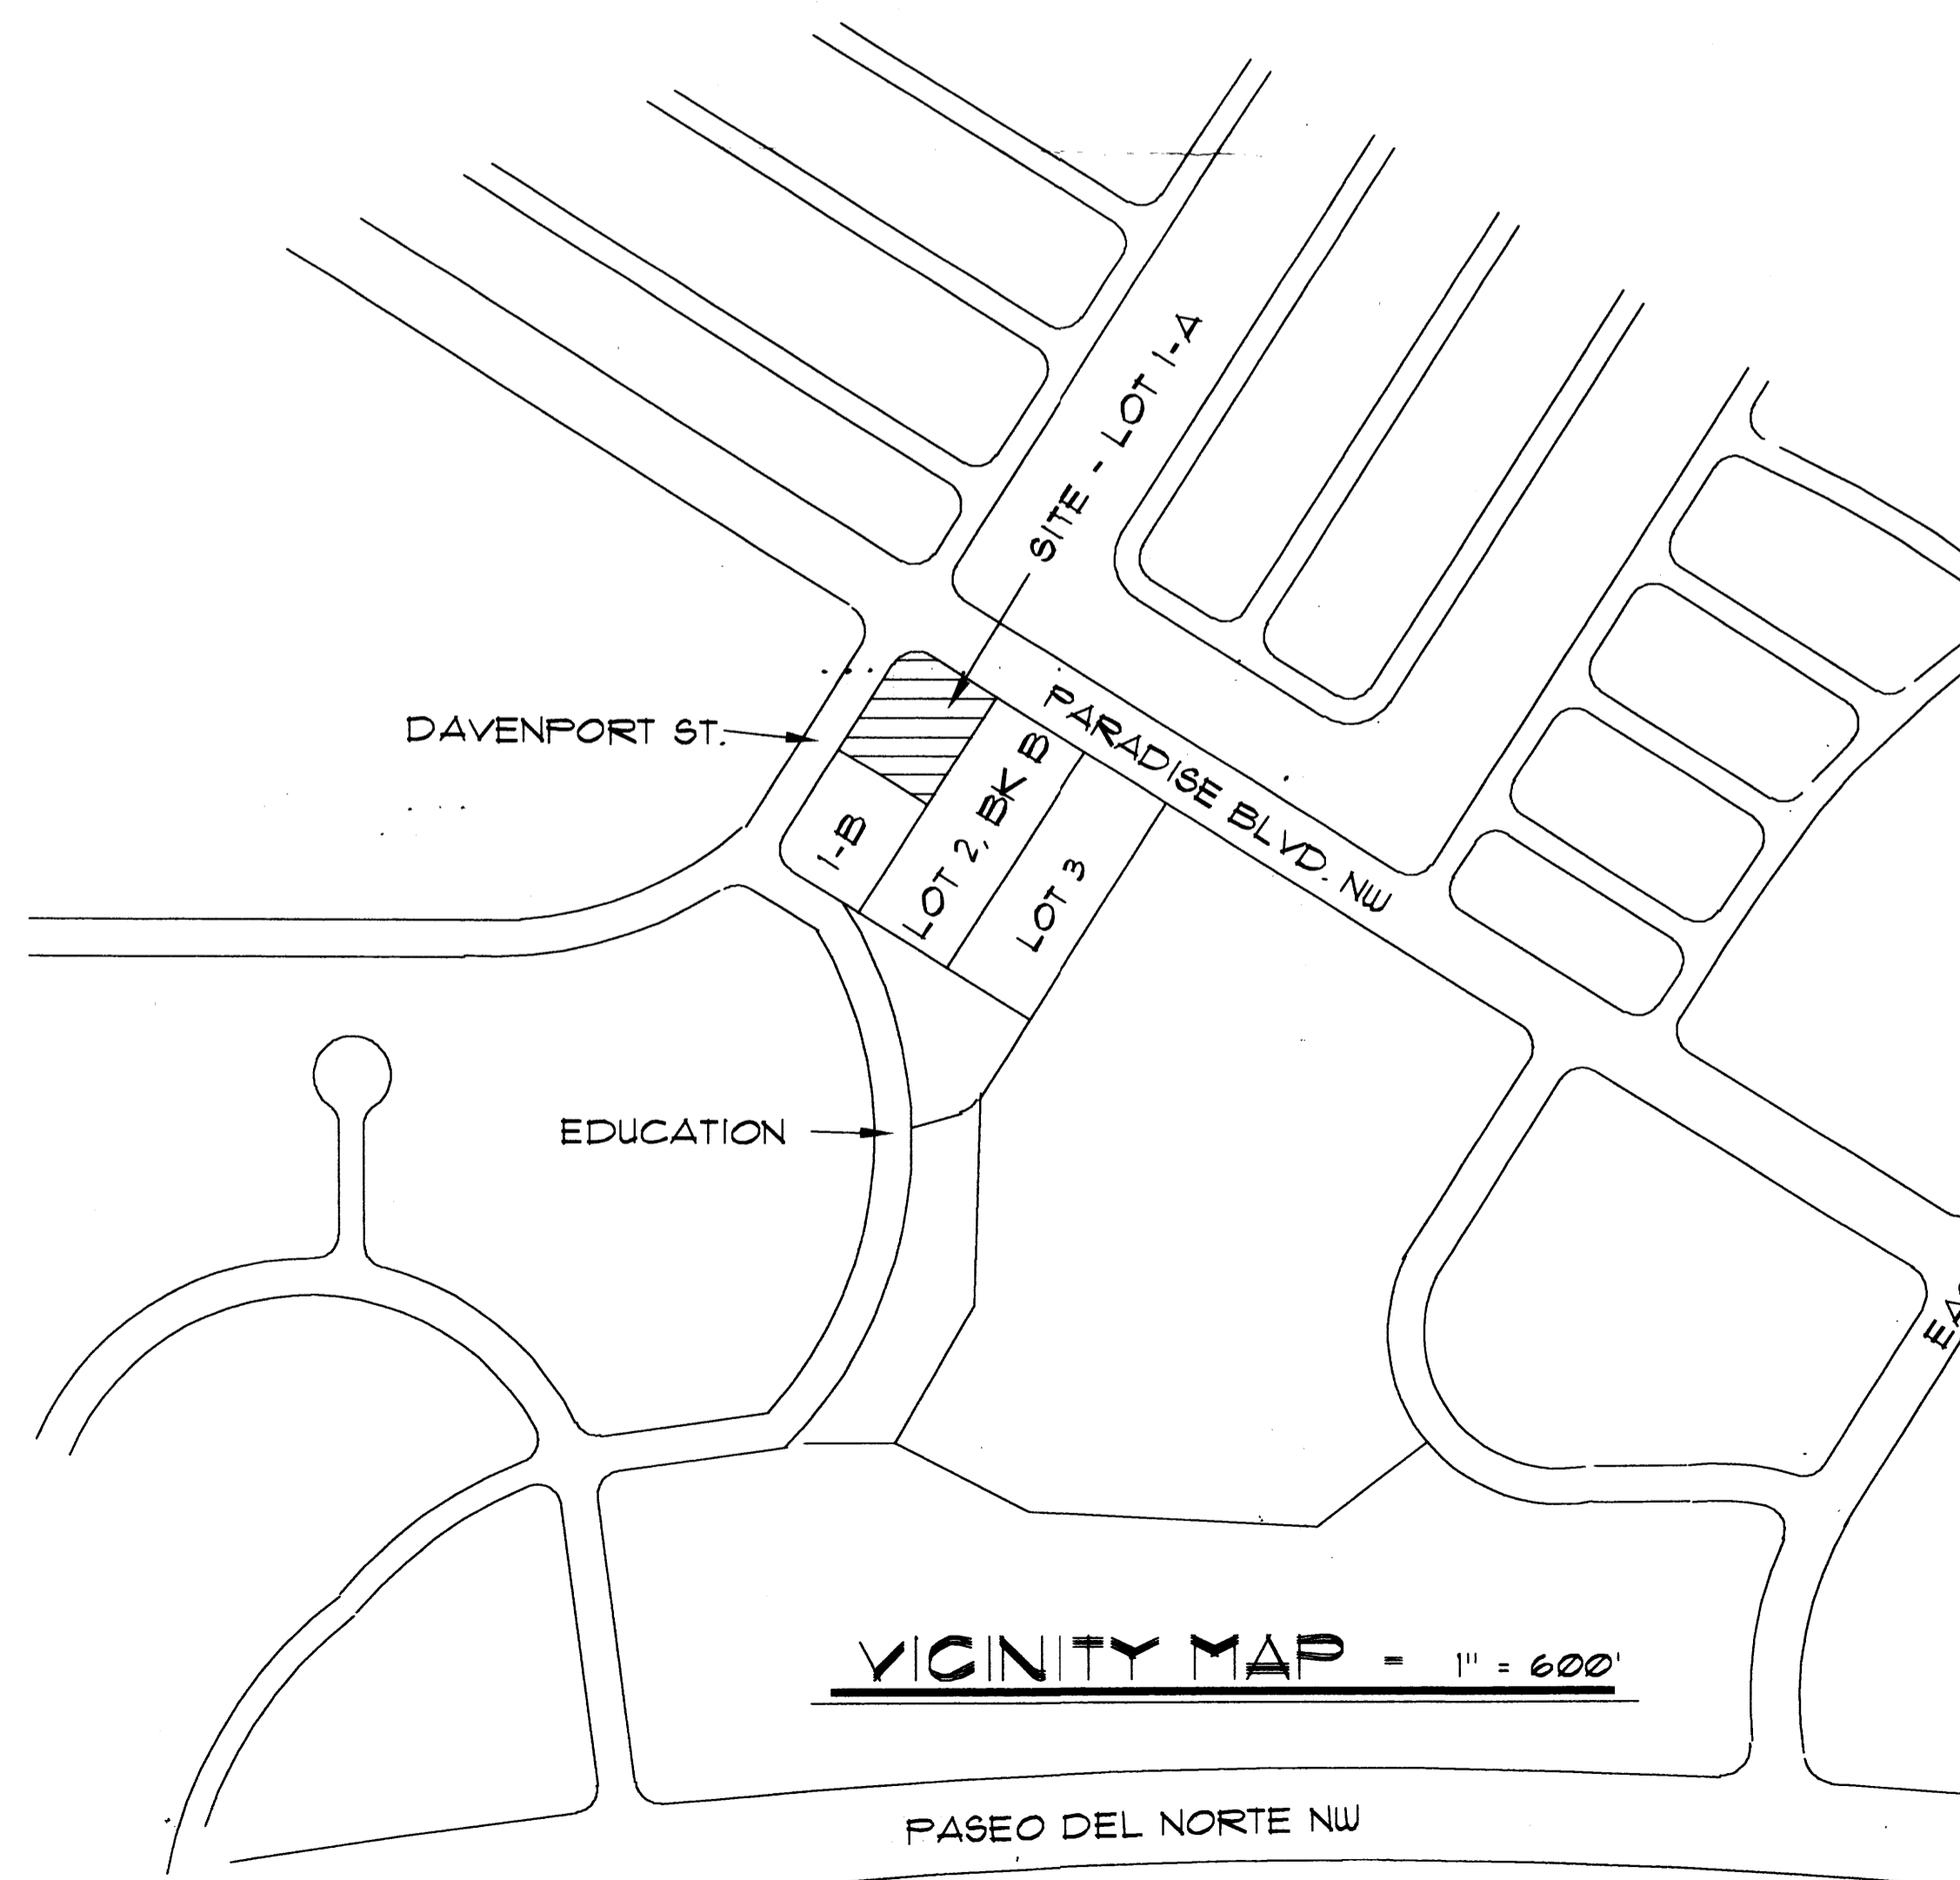 SITE - LOT 1-A
DAVENPORT ST.
PARADISE BLVD. NW
1-B
LOT 2, BK B
LOT 3
EDUCATION
VICINITY MAP - 1" = 600'
PASEO DEL NORTE NW